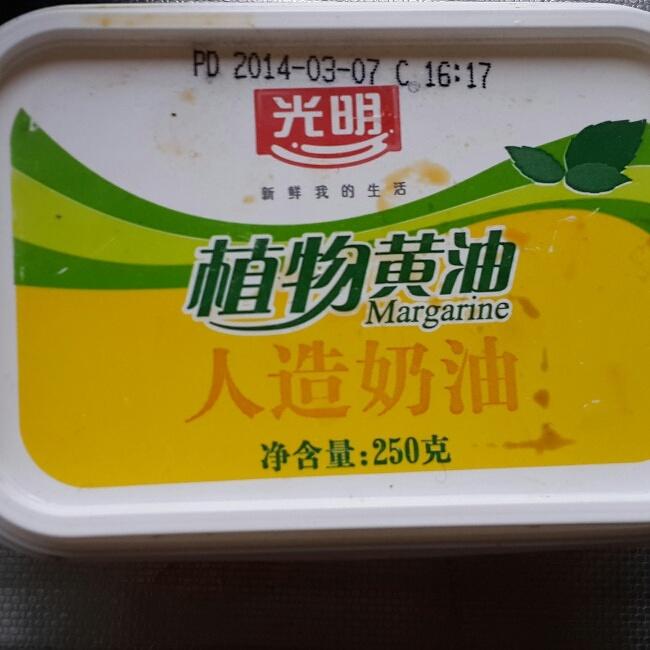 PD 2014-03-07 C 16:17
光明
新鲜我的生活
植物黄油
Margarine
人造奶油
净含量:250克